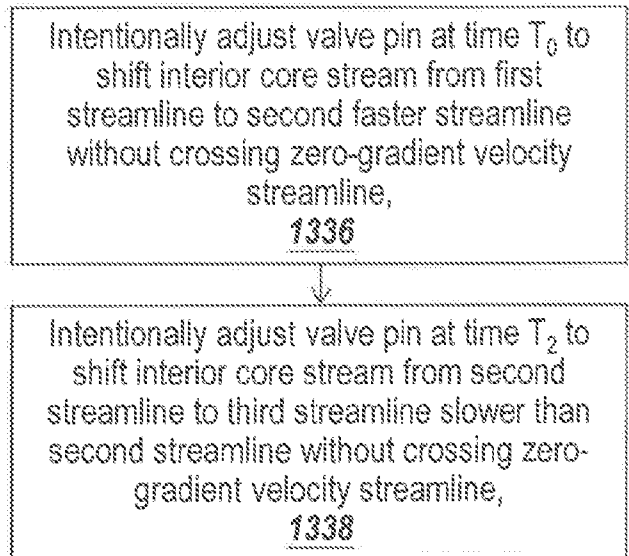 Intentionally adjust valve pin at time T₀ to
shift interior core stream from first
streamline to second faster streamline
without crossing zero-gradient velocity
streamline,
1336
Intentionally adjust valve pin at time T₂ to
shift interior core stream from second
streamline to third streamline slower than
second streamline without crossing zero-
gradient velocity streamline,
1338